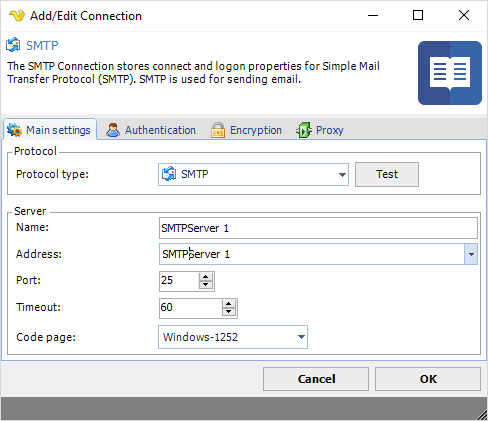 Add/Edit Connection
SMTP
The SMTP Connection stores connect and logon properties for Simple Mail
Transfer Protocol (SMTP). SMTP is used for sending email.
Main settings Authentication Encryption Proxy
Protocol
Protocol type: SMTP Test
Server
Name: SMTPServer 1
Address: SMTPServer 1
Port: 25
Timeout: 60
Code page: Windows-1252
Cancel OK